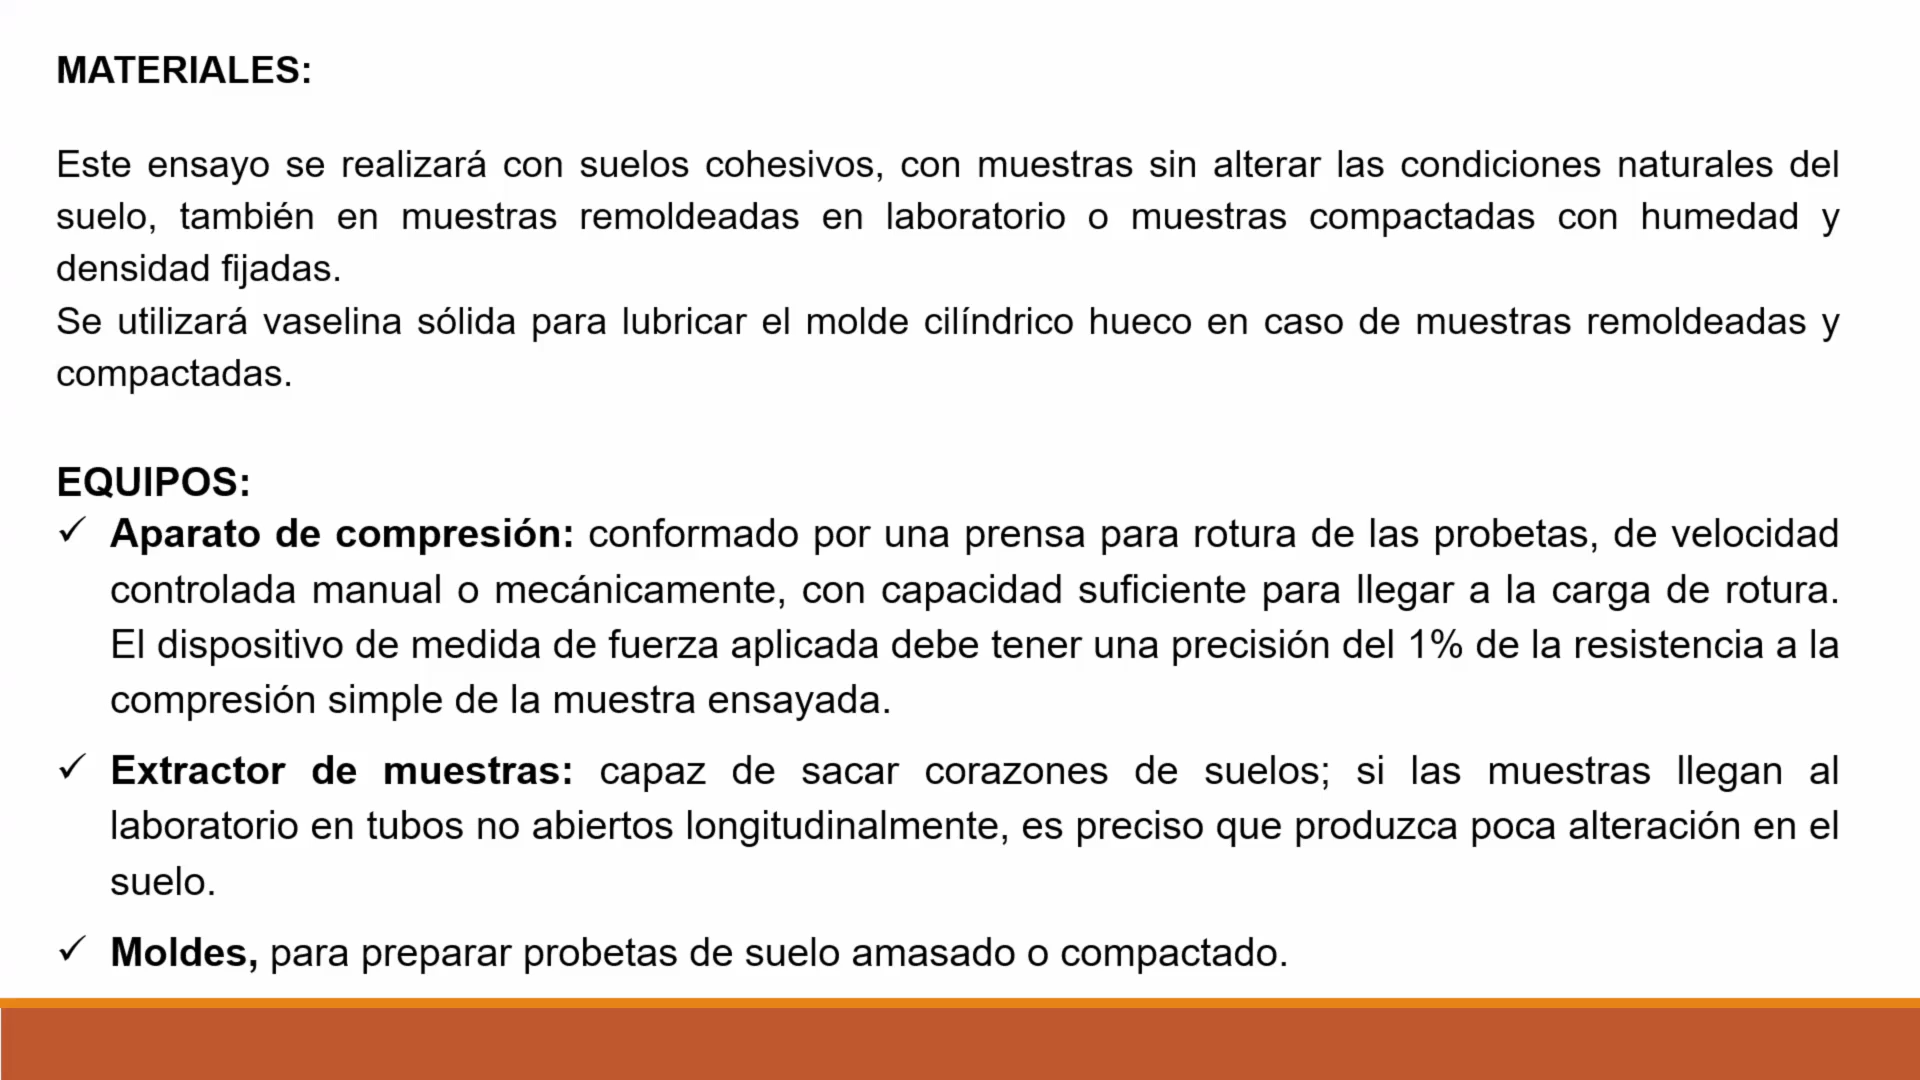 MATERIALES:
Este ensayo se realizará con suelos cohesivos, con muestras sin alterar las condiciones naturales del
suelo, también en muestras remoldeadas en laboratorio o muestras compactadas con humedad y
densidad fijadas.
Se utilizará vaselina sólida para lubricar el molde cilíndrico hueco en caso de muestras remoldeadas y
compactadas.
EQUIPOS:
✓ Aparato de compresión: conformado por una prensa para rotura de las probetas, de velocidad
controlada manual o mecánicamente, con capacidad suficiente para llegar a la carga de rotura.
El dispositivo de medida de fuerza aplicada debe tener una precisión del 1% de la resistencia a la
compresión simple de la muestra ensayada.
✓ Extractor de muestras: capaz de sacar corazones de suelos; si las muestras llegan al
laboratorio en tubos no abiertos longitudinalmente, es preciso que produzca poca alteración en el
suelo.
✓ Moldes, para preparar probetas de suelo amasado o compactado.